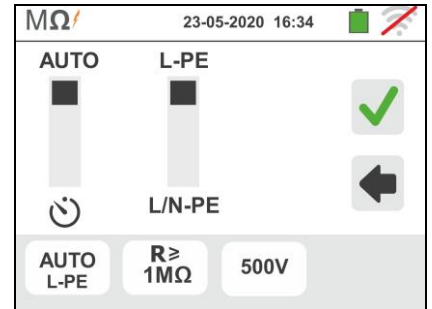 MΩ 23-05-2020 16:34
AUTO L-PE
L/N-PE
AUTO L-PE
R≥ 1MΩ
500V